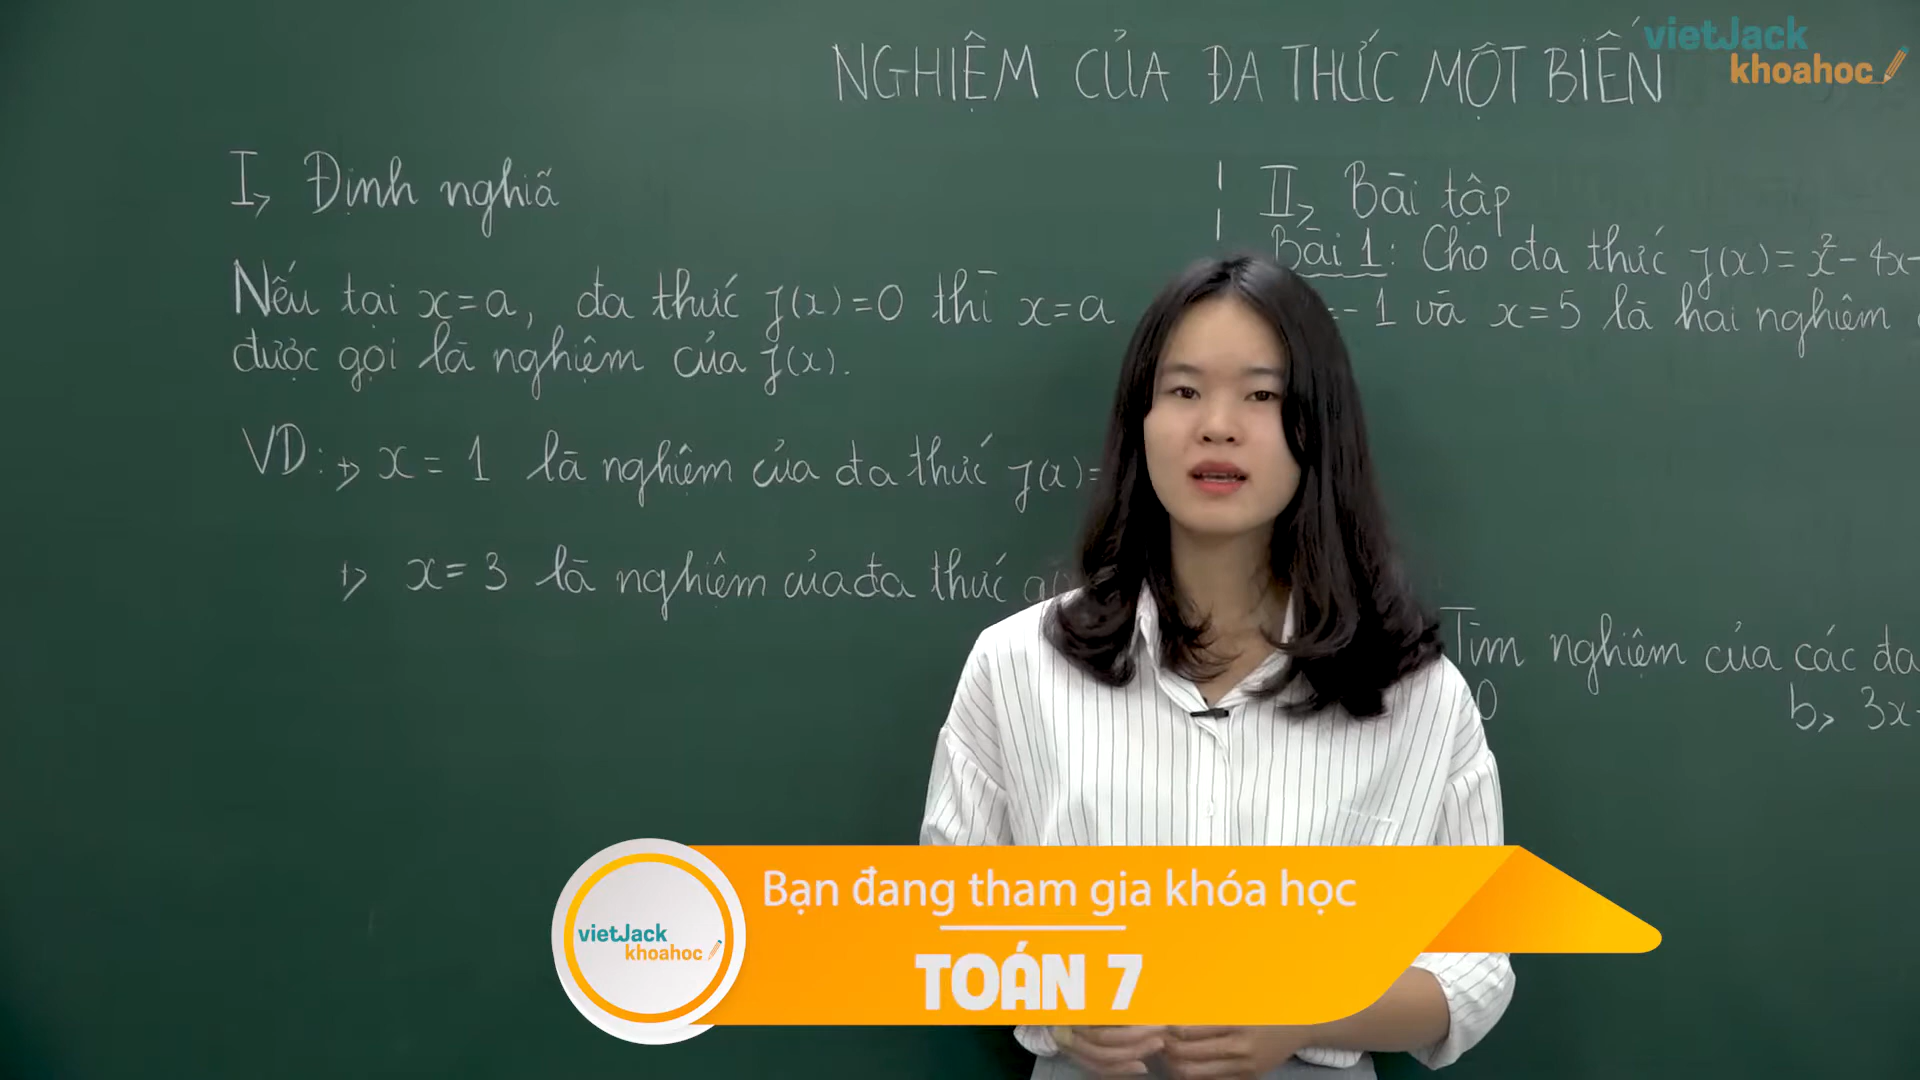 NGHIỆM CỦA ĐA THỨC MỘT BIẾN
vietJack
khoahoc
I, Định nghiã
Nếu tại x=a, đa thức f(x)=0 thì x=a
được gọi là nghiệm của f(x).
VD: +> x = 1 là nghiệm của đa thức f(x)=
+> x=3 là nghiệm của đa thức g(
II, Bài tập
Bài 1: Cho đa thức f(x)=x²-4x-
=-1 và x=5 là hai nghiệm
Tìm nghiệm của các đa
b, 3x-
Bạn đang tham gia khóa học
TOÁN 7
vietJack
khoahoc